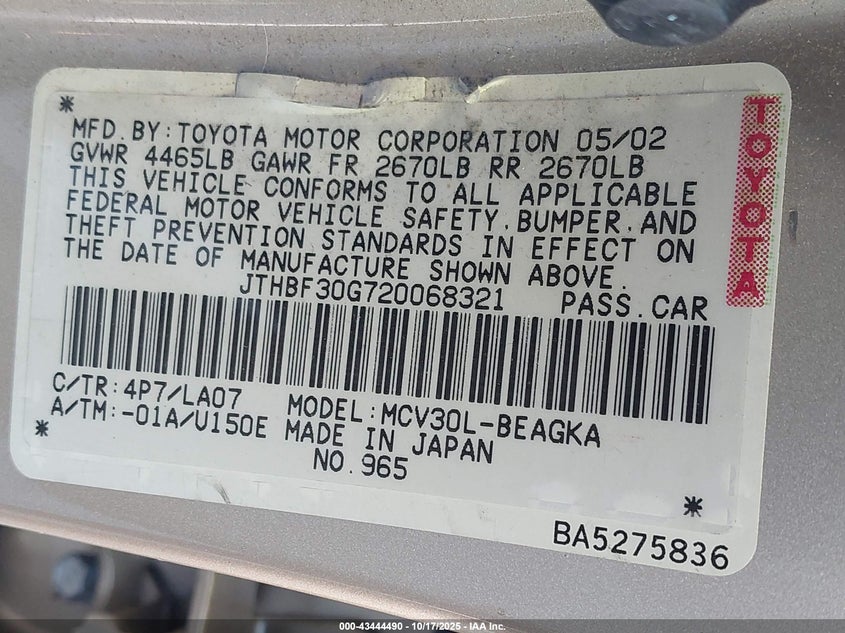 MFD.BY:TOYOTA MOTOR CORPORATION 05/02
GVWR 4465LB GAWR FR 2670LB RR 2670LB
THIS VEHICLE CONFORMS TO ALL APPLICABLE
FEDERAL MOTOR VEHICLE SAFETY,BUMPER,AND
THEFT PREVENTION STANDARDS IN EFFECT ON
THE DATE OF MANUFACTURE SHOWN ABOVE.
JTHBF30G720068321 PASS.CAR
TOYOTA
C/TR:4P7/LA07 MODEL:MCV30L-BEAGKA
A/TM:-01A/U150E MADE IN JAPAN
NO.965
BA5275836
000-43444490 - 10/17/2025 - IAA Inc.